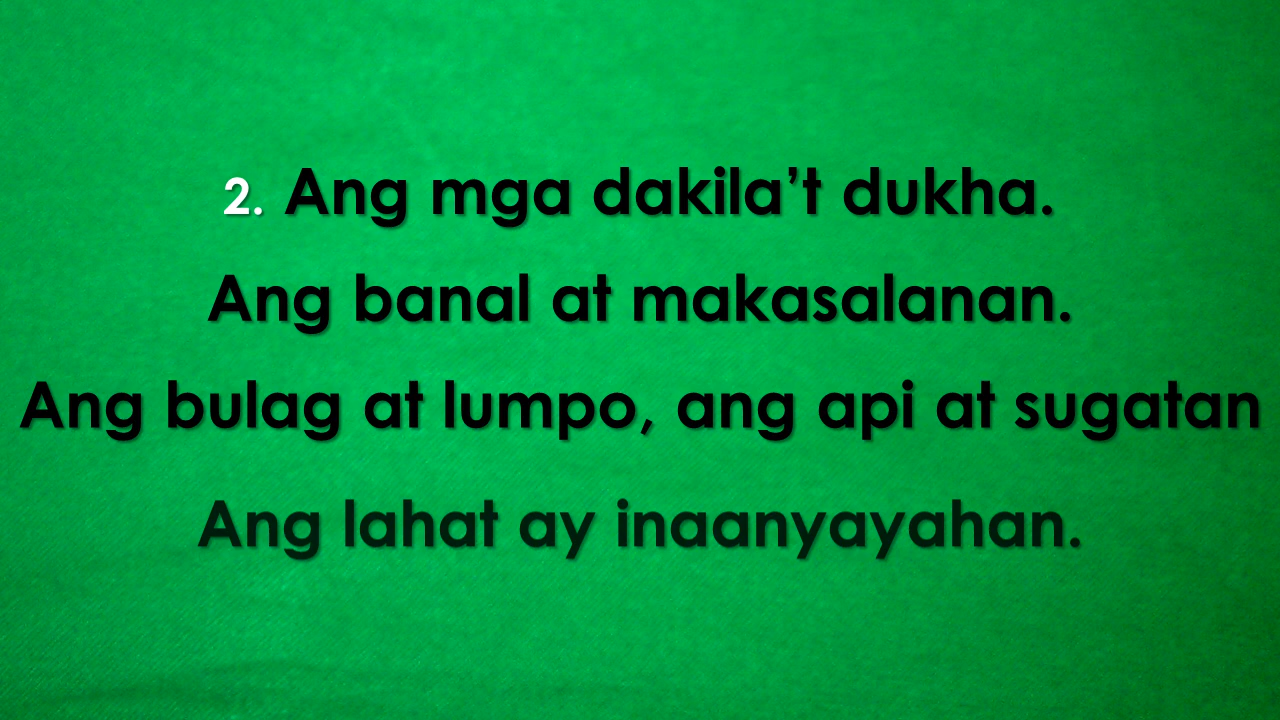 2. Ang mga dakila’t dukha.
Ang banal at makasalanan.
Ang bulag at lumpo, ang api at sugatan
Ang lahat ay inaanyayahan.